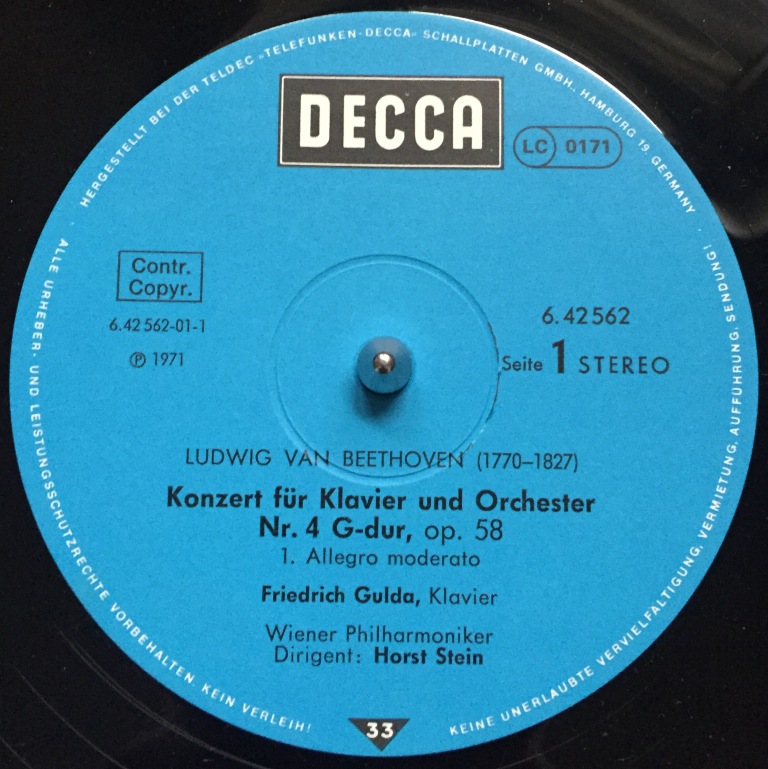 HERGESTELLT BEI DER TELDEC »TELEFUNKEN-DECCA« SCHALLPLATTEN GMBH, HAMBURG 19 GERMANY ·
DECCA
LC 0171
Contr.
Copyr.
6.42 562-01-1
℗ 1971
6.42 562
Seite 1 STEREO
LUDWIG VAN BEETHOVEN (1770–1827)
Konzert für Klavier und Orchester
Nr. 4 G-dur, op. 58
1. Allegro moderato
Friedrich Gulda, Klavier
Wiener Philharmoniker
Dirigent: Horst Stein
33
· ALLE URHEBER- UND LEISTUNGSSCHUTZRECHTE VORBEHALTEN. KEIN VERLEIH! KEINE UNERLAUBTE VERVIELFÄLTIGUNG, VERMIETUNG, AUFFÜHRUNG, SENDUNG!